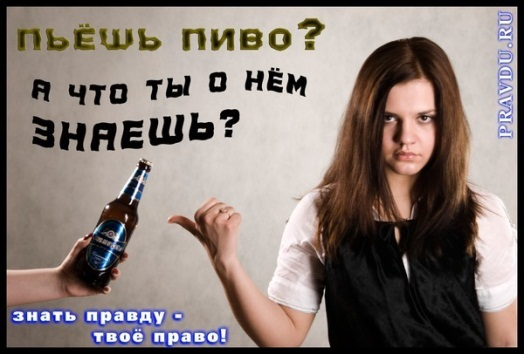 ПЬЁШЬ ПИВО?
А ЧТО ТЫ О НЁМ
ЗНАЕШЬ?
PRAVDU.RU
знать правду -
твоё право!